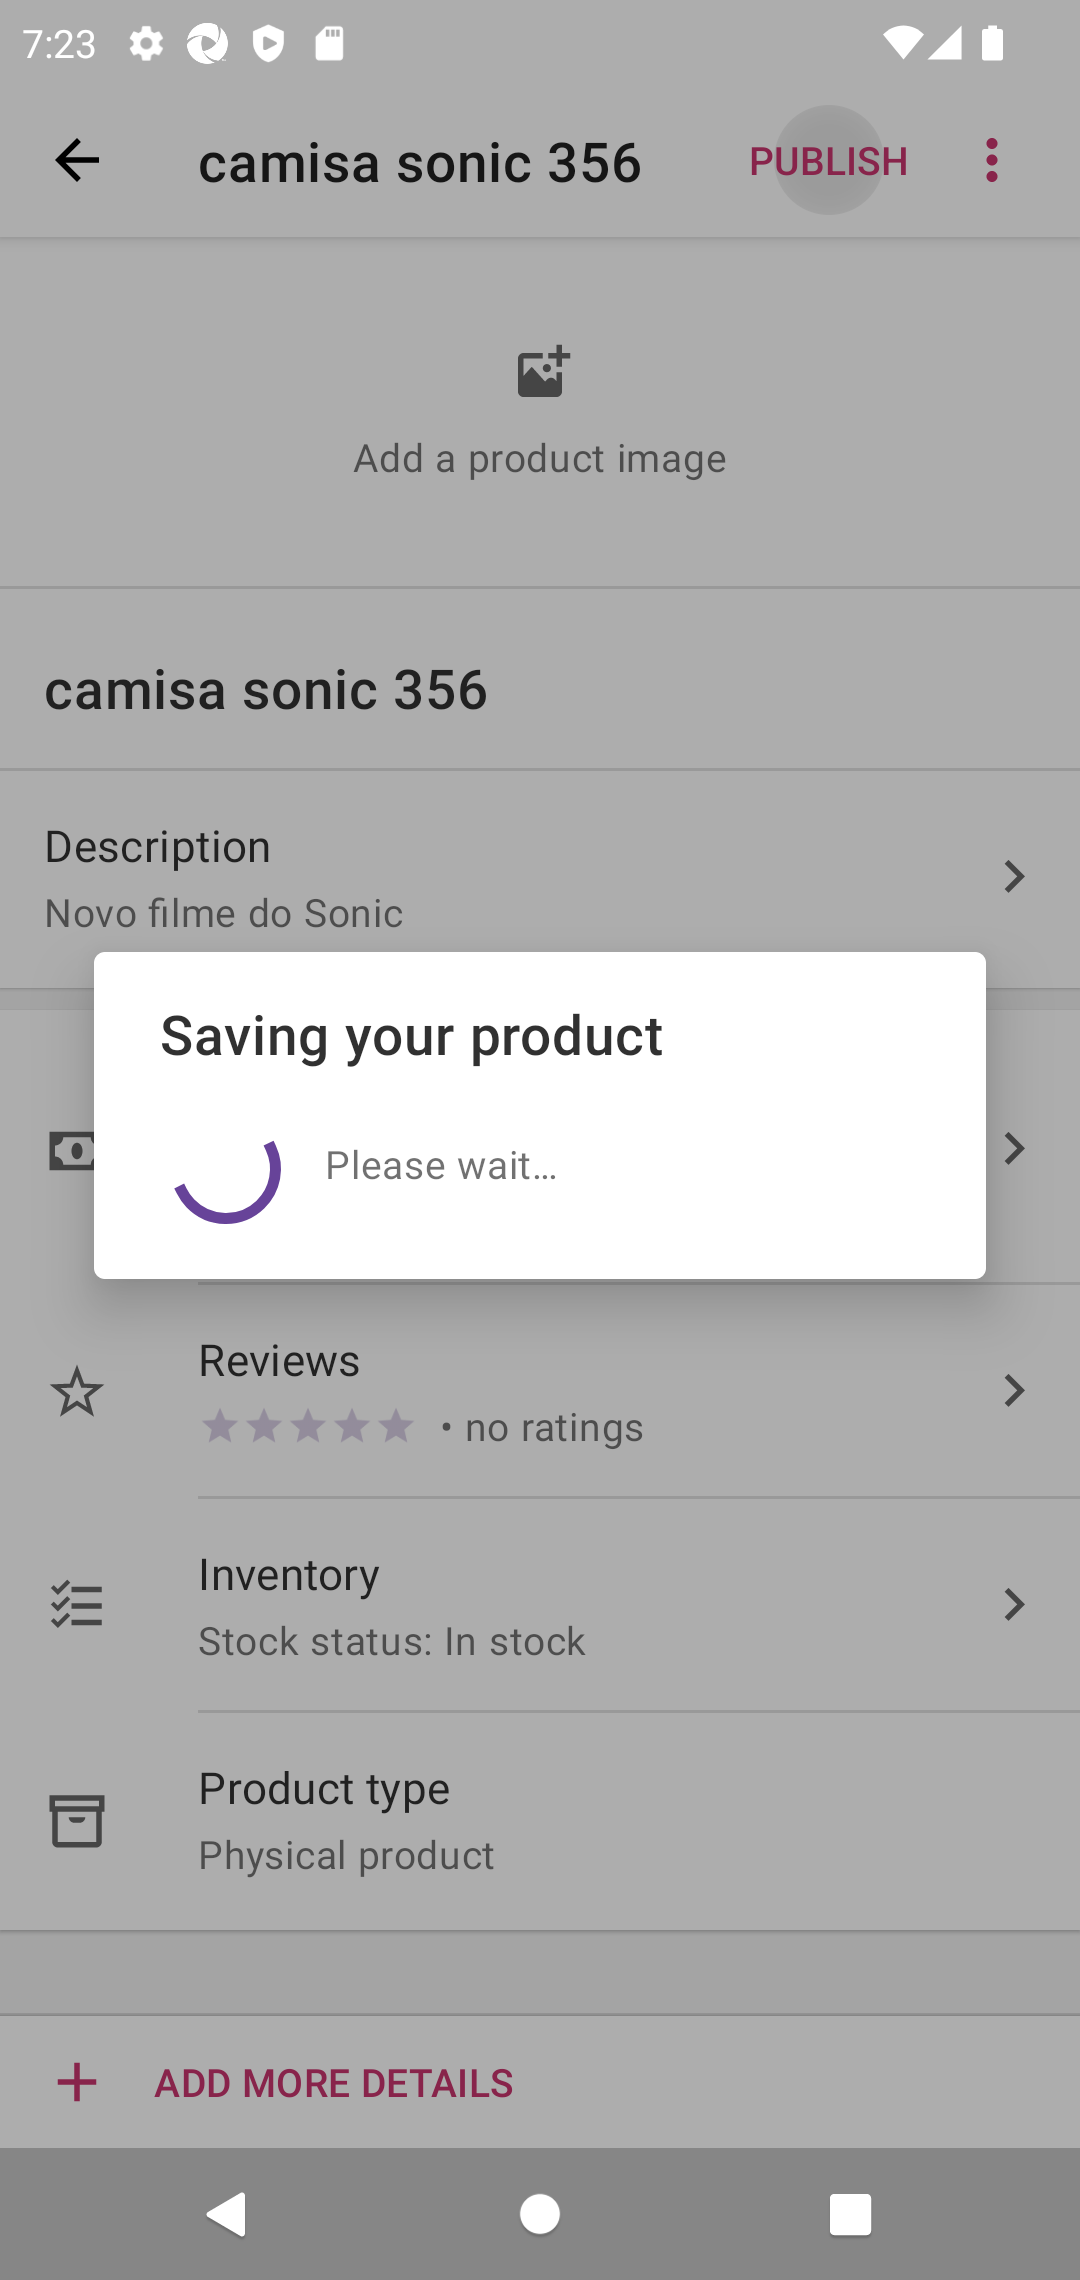 7:23
camisa sonic 356
PUBLISH
Add a product image
camisa sonic 356
Description
Novo filme do Sonic
Saving your product
Please wait…
Reviews
• no ratings
Inventory
Stock status: In stock
Product type
Physical product
ADD MORE DETAILS